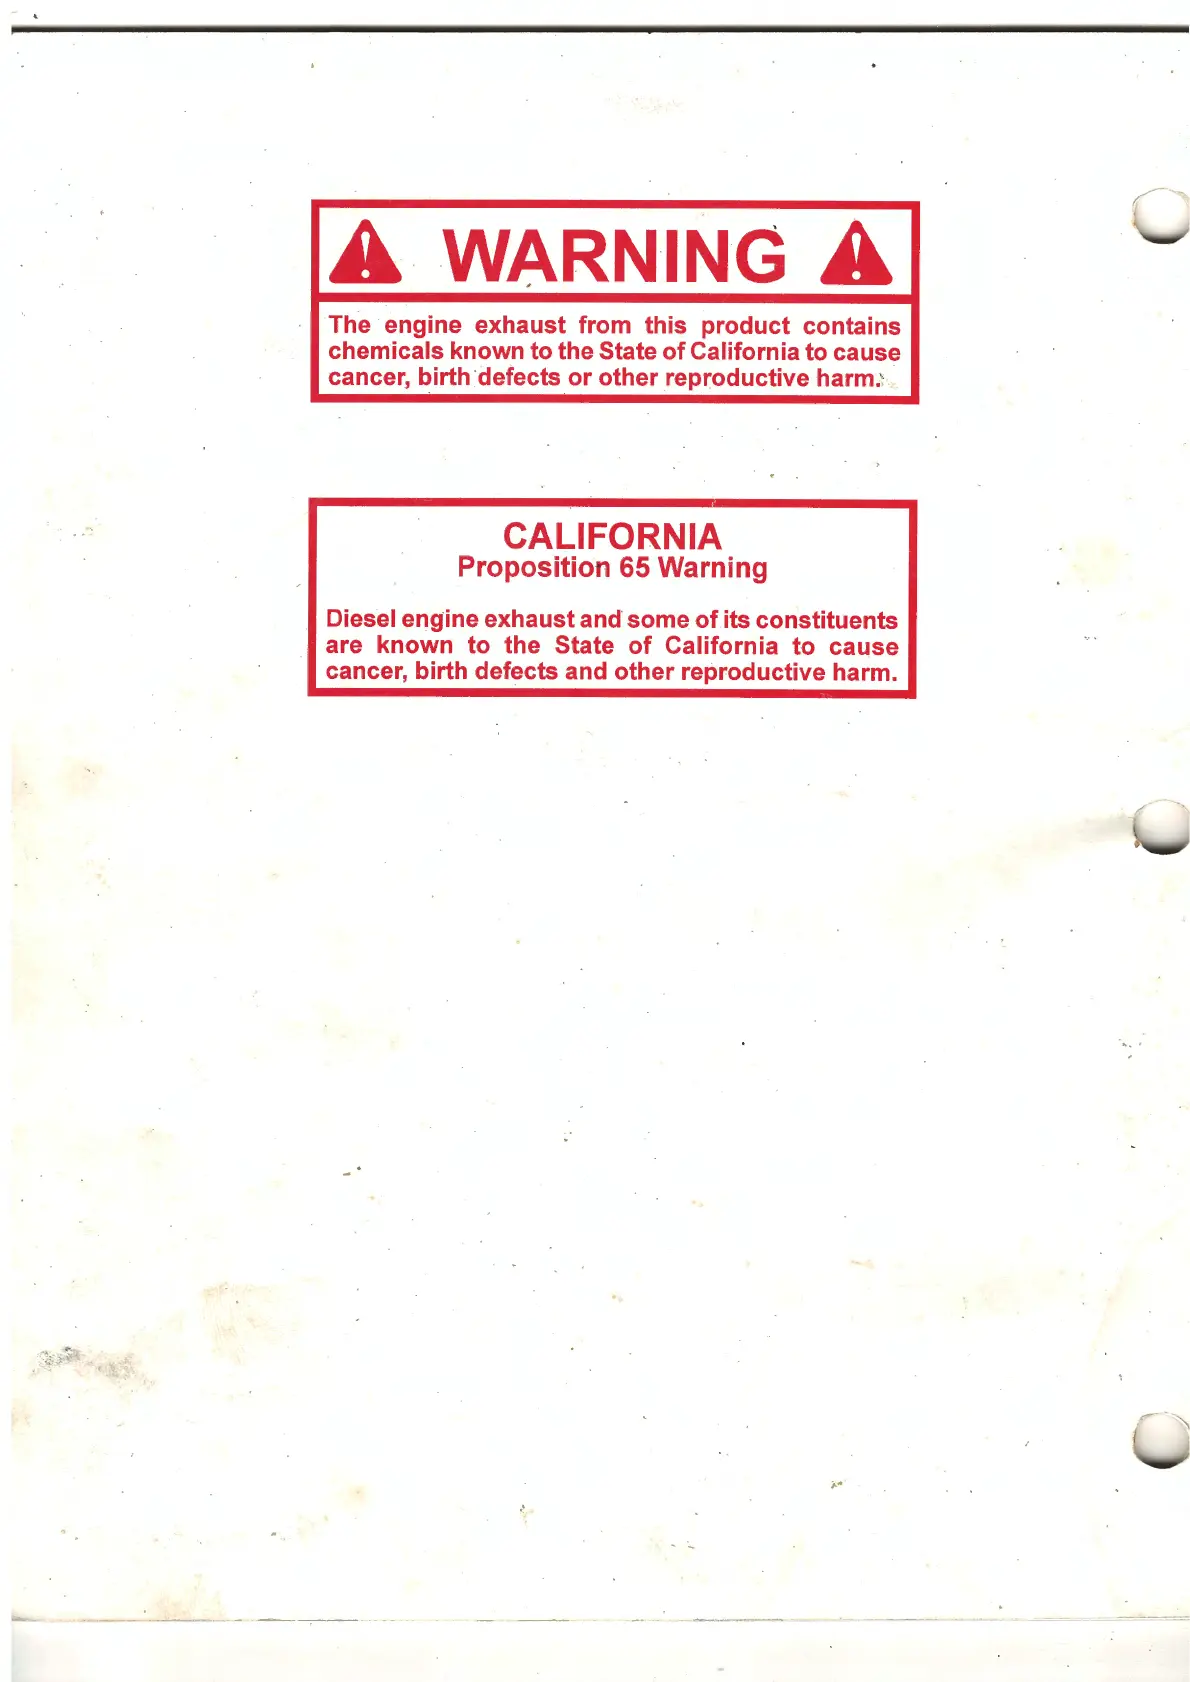 WARNING
The engine exhaust from this product contains
chemicals known to the State of California to cause
cancer, birth defects or other reproductive harm.
CALIFORNIA
Proposition 65 Warning
Diesel engine exhaust and some of its constituents
are known to the State of California to cause
cancer, birth defects and other reproductive harm.